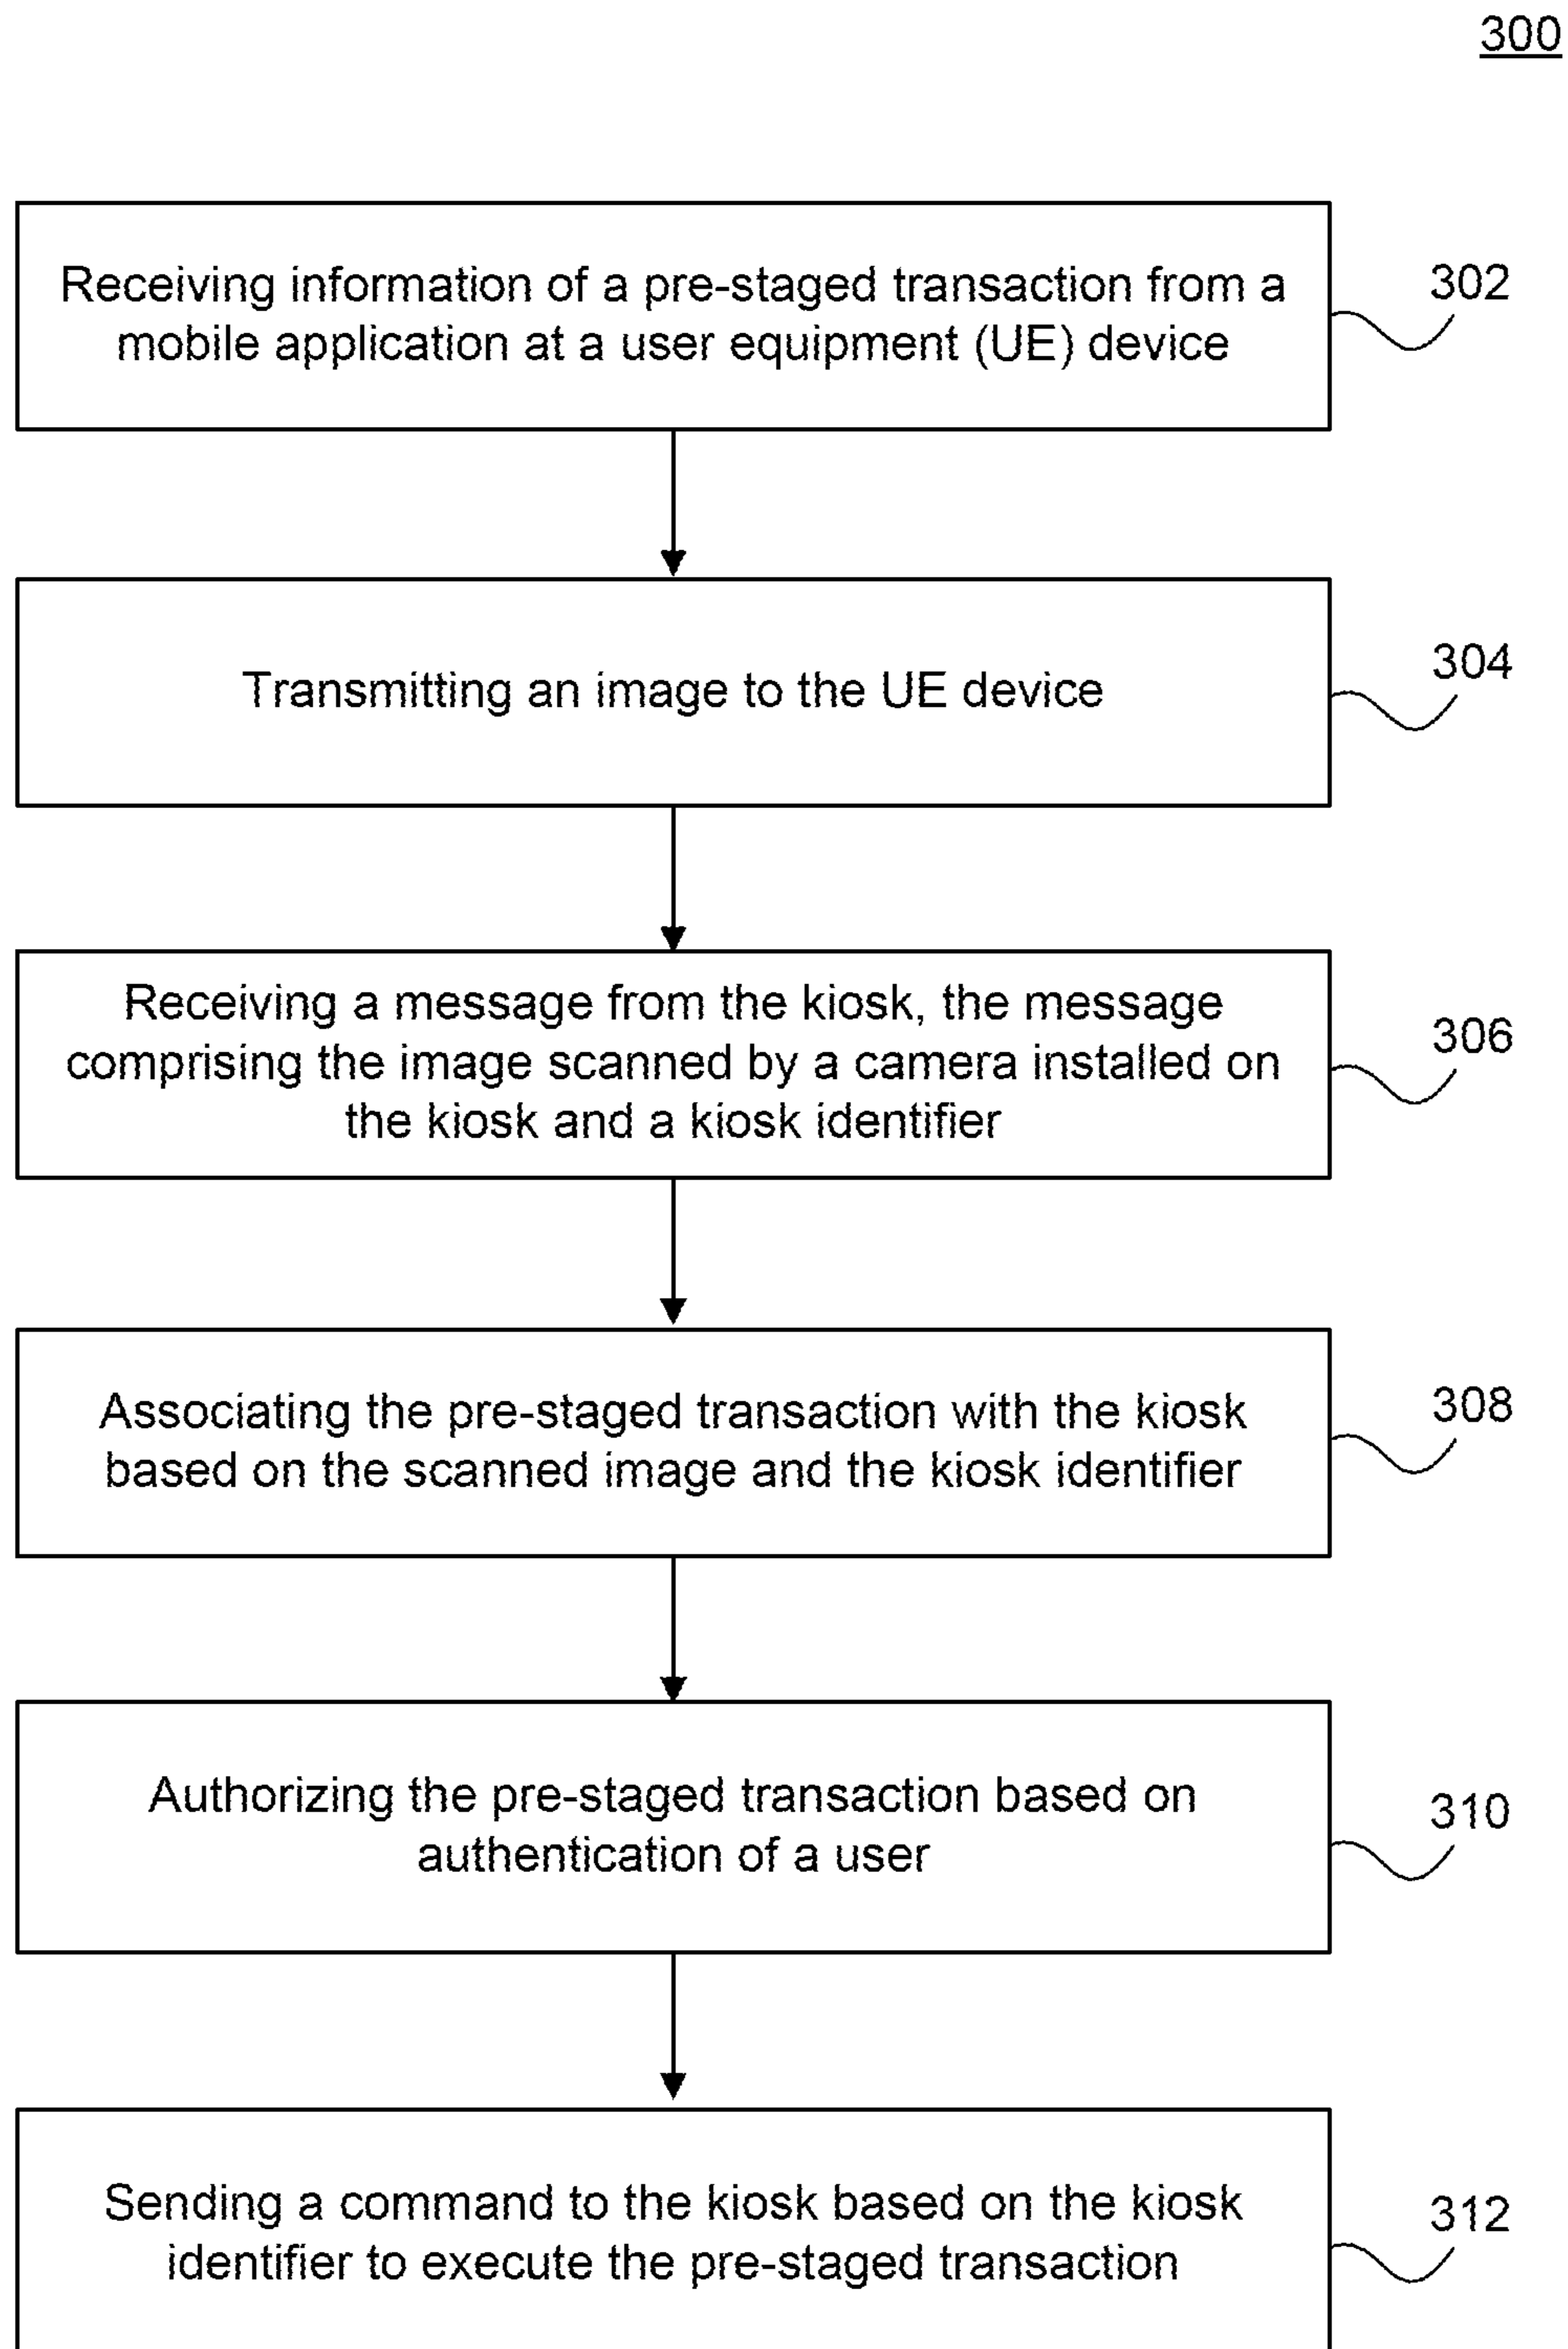 300
Receiving information of a pre-staged transaction from a
mobile application at a user equipment (UE) device
302
Transmitting an image to the UE device
304
Receiving a message from the kiosk, the message
comprising the image scanned by a camera installed on
the kiosk and a kiosk identifier
306
Associating the pre-staged transaction with the kiosk
based on the scanned image and the kiosk identifier
308
Authorizing the pre-staged transaction based on
authentication of a user
310
Sending a command to the kiosk based on the kiosk
identifier to execute the pre-staged transaction
312